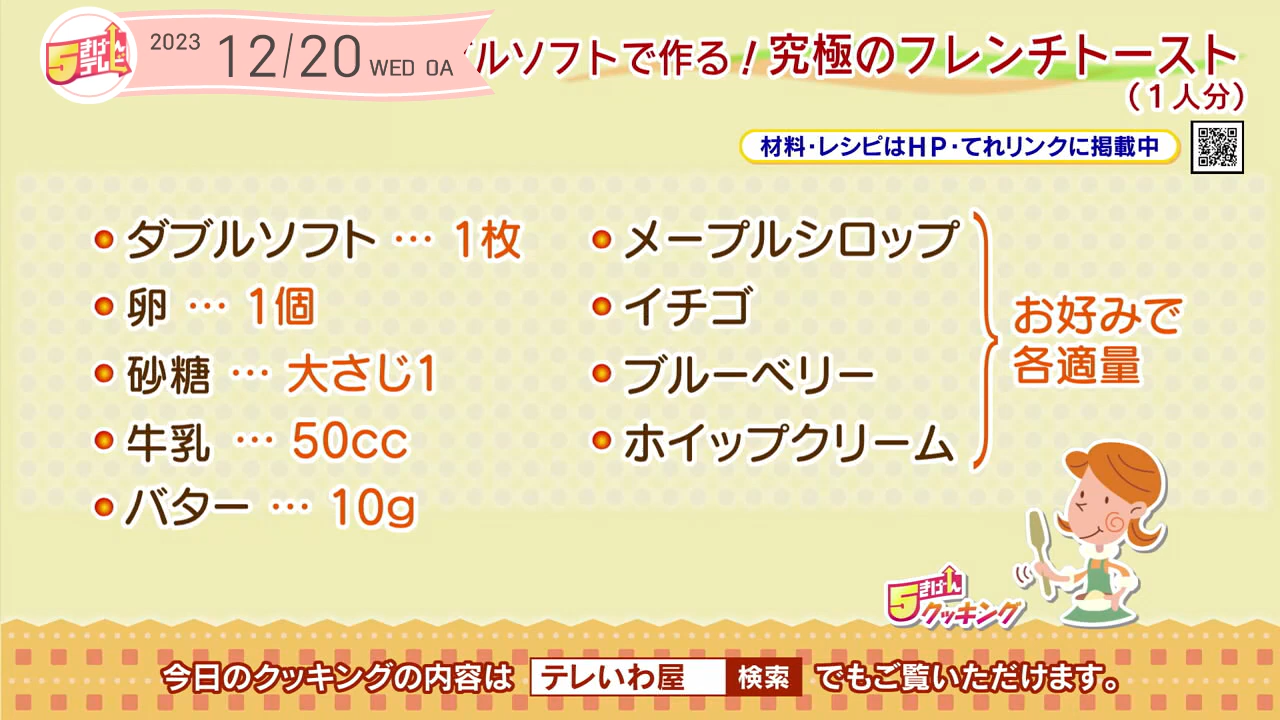 5きげんテレビ
2023 12/20 WED OA
ルソフトで作る！究極のフレンチトースト
（１人分）
材料・レシピはＨＰ・てれリンクに掲載中
ダブルソフト … 1枚
卵 … 1個
砂糖 … 大さじ1
牛乳 … 50cc
バター … 10g
メープルシロップ
イチゴ
ブルーベリー
ホイップクリーム
お好みで
各適量
5きげん
クッキング
今日のクッキングの内容は テレいわ屋 検索 でもご覧いただけます。